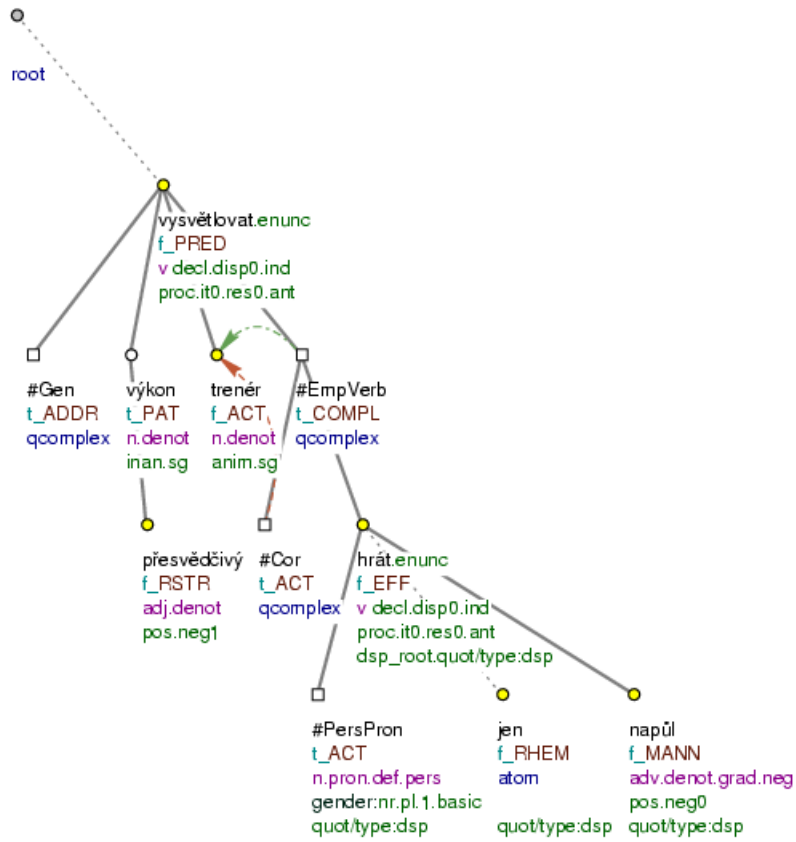 root
vysvětlovat.enunc
f_PRED
v decl.disp0.ind
proc.it0.res0.ant
#Gen
t_ADDR
qcomplex
výkon
t_PAT
n.denot
inan.sg
trenér
f_ACT
n.denot
anim.sg
#EmpVerb
t_COMPL
qcomplex
přesvědčivý
f_RSTR
adj.denot
pos.neg1
#Cor
t_ACT
qcomplex
hrát.enunc
f_EFF
v decl.disp0.ind
proc.it0.res0.ant
dsp_root.quot/type:dsp
#PersPron
t_ACT
n.pron.def.pers
gender:nr.pl.1.basic
quot/type:dsp
jen
f_RHEM
atom
quot/type:dsp
napůl
f_MANN
adv.denot.grad.neg
pos.neg0
quot/type:dsp